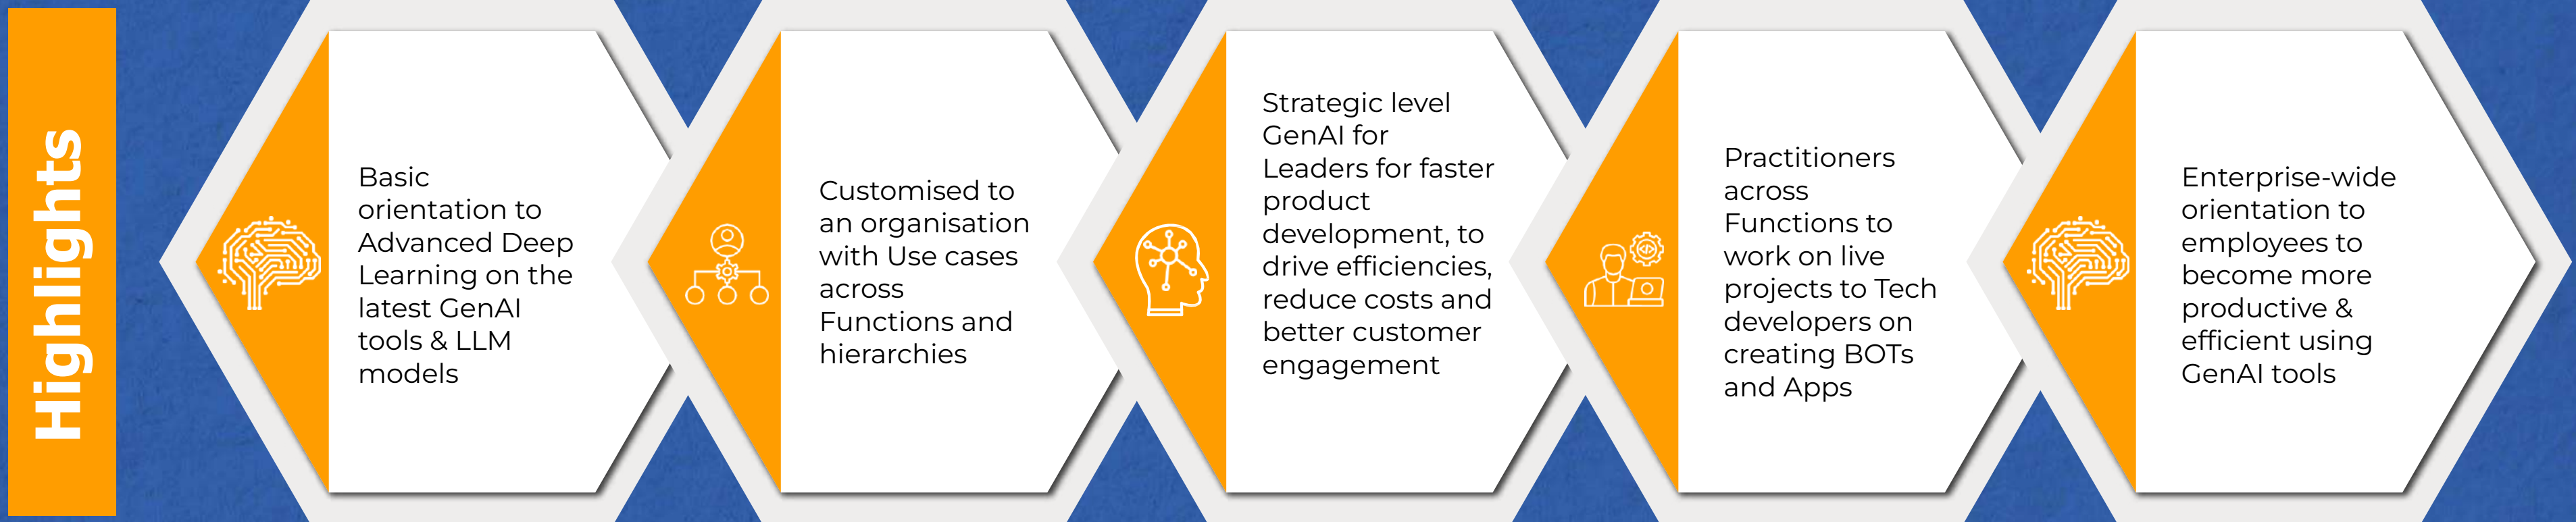 Highlights
Basic
orientation to
Advanced Deep
Learning on the
latest GenAI
tools & LLM
models
Customised to
an organisation
with Use cases
across
Functions and
hierarchies
Strategic level
GenAI for
Leaders for faster
product
development, to
drive efficiencies,
reduce costs and
better customer
engagement
Practitioners
across
Functions to
work on live
projects to Tech
developers on
creating BOTs
and Apps
Enterprise-wide
orientation to
employees to
become more
productive &
efficient using
GenAI tools